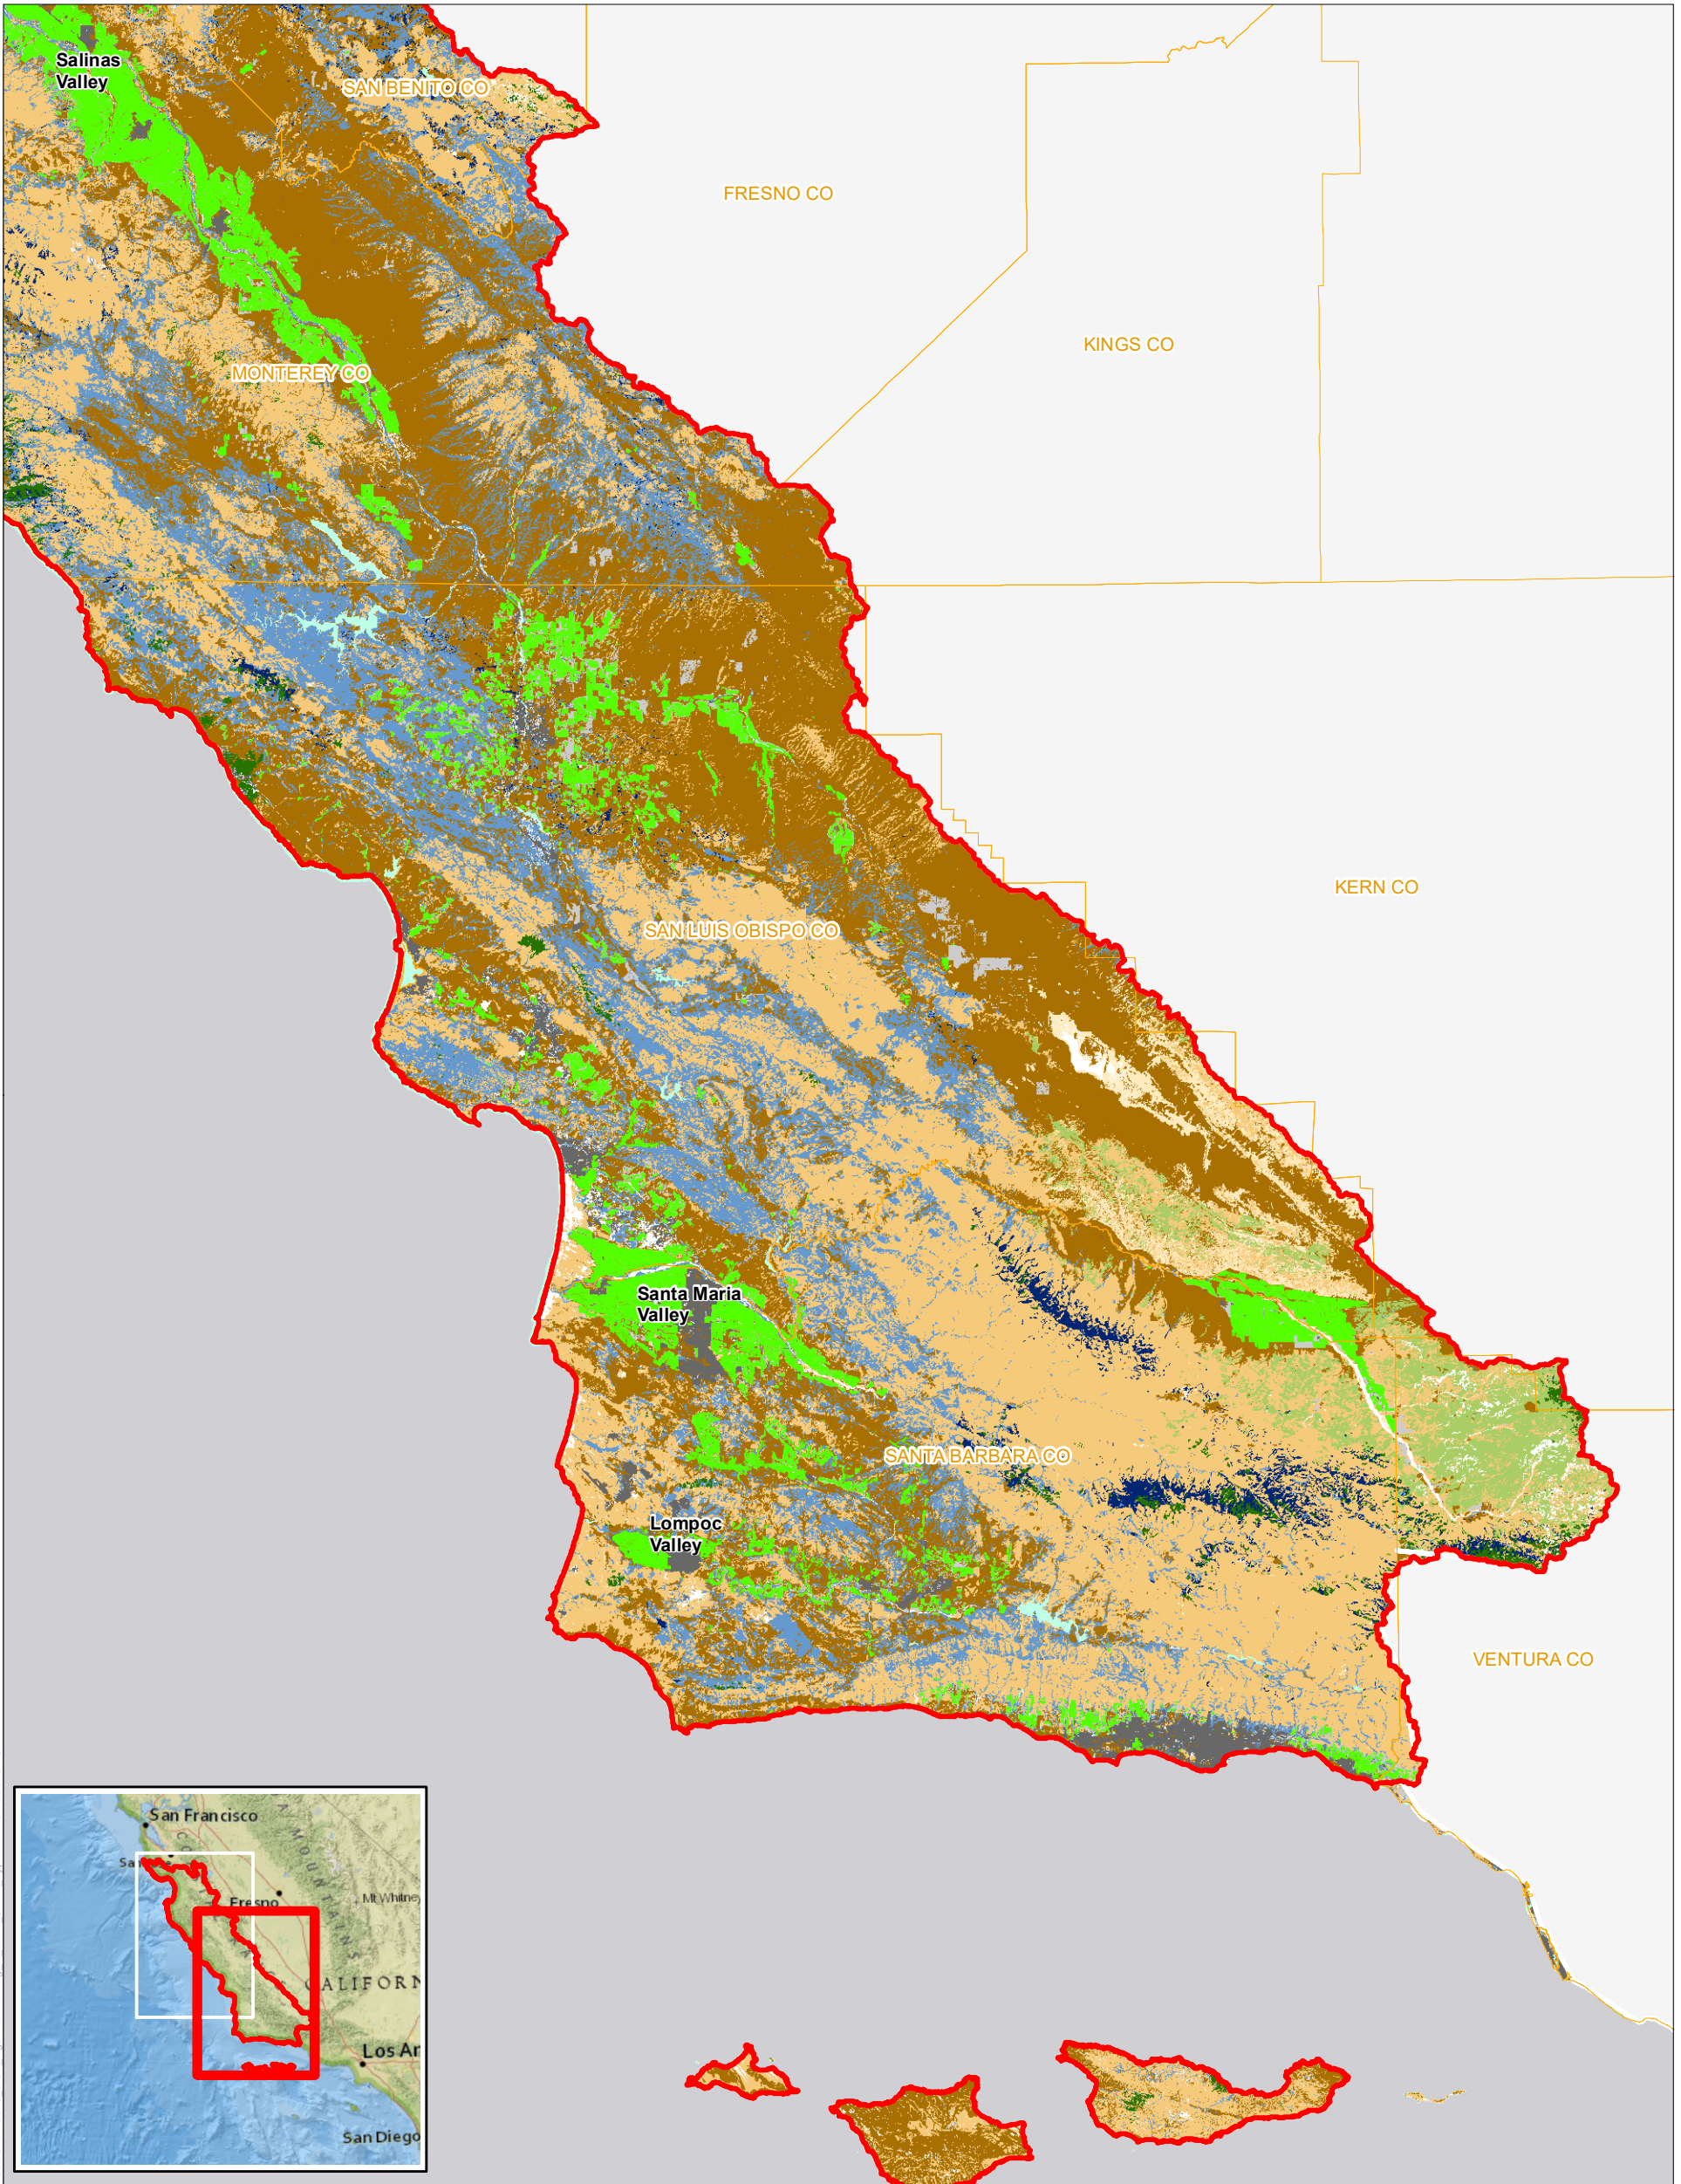 Salinas
Valley
SAN BENITO CO
FRESNO CO
KINGS CO
MONTEREY CO
KERN CO
SAN LUIS OBISPO CO
Santa Maria
Valley
SANTA BARBARA CO
Lompoc
Valley
VENTURA CO
San Francisco
Fresno
Mt Whitney
MOUNTAINS
CALIFORN
Los An
San Diego